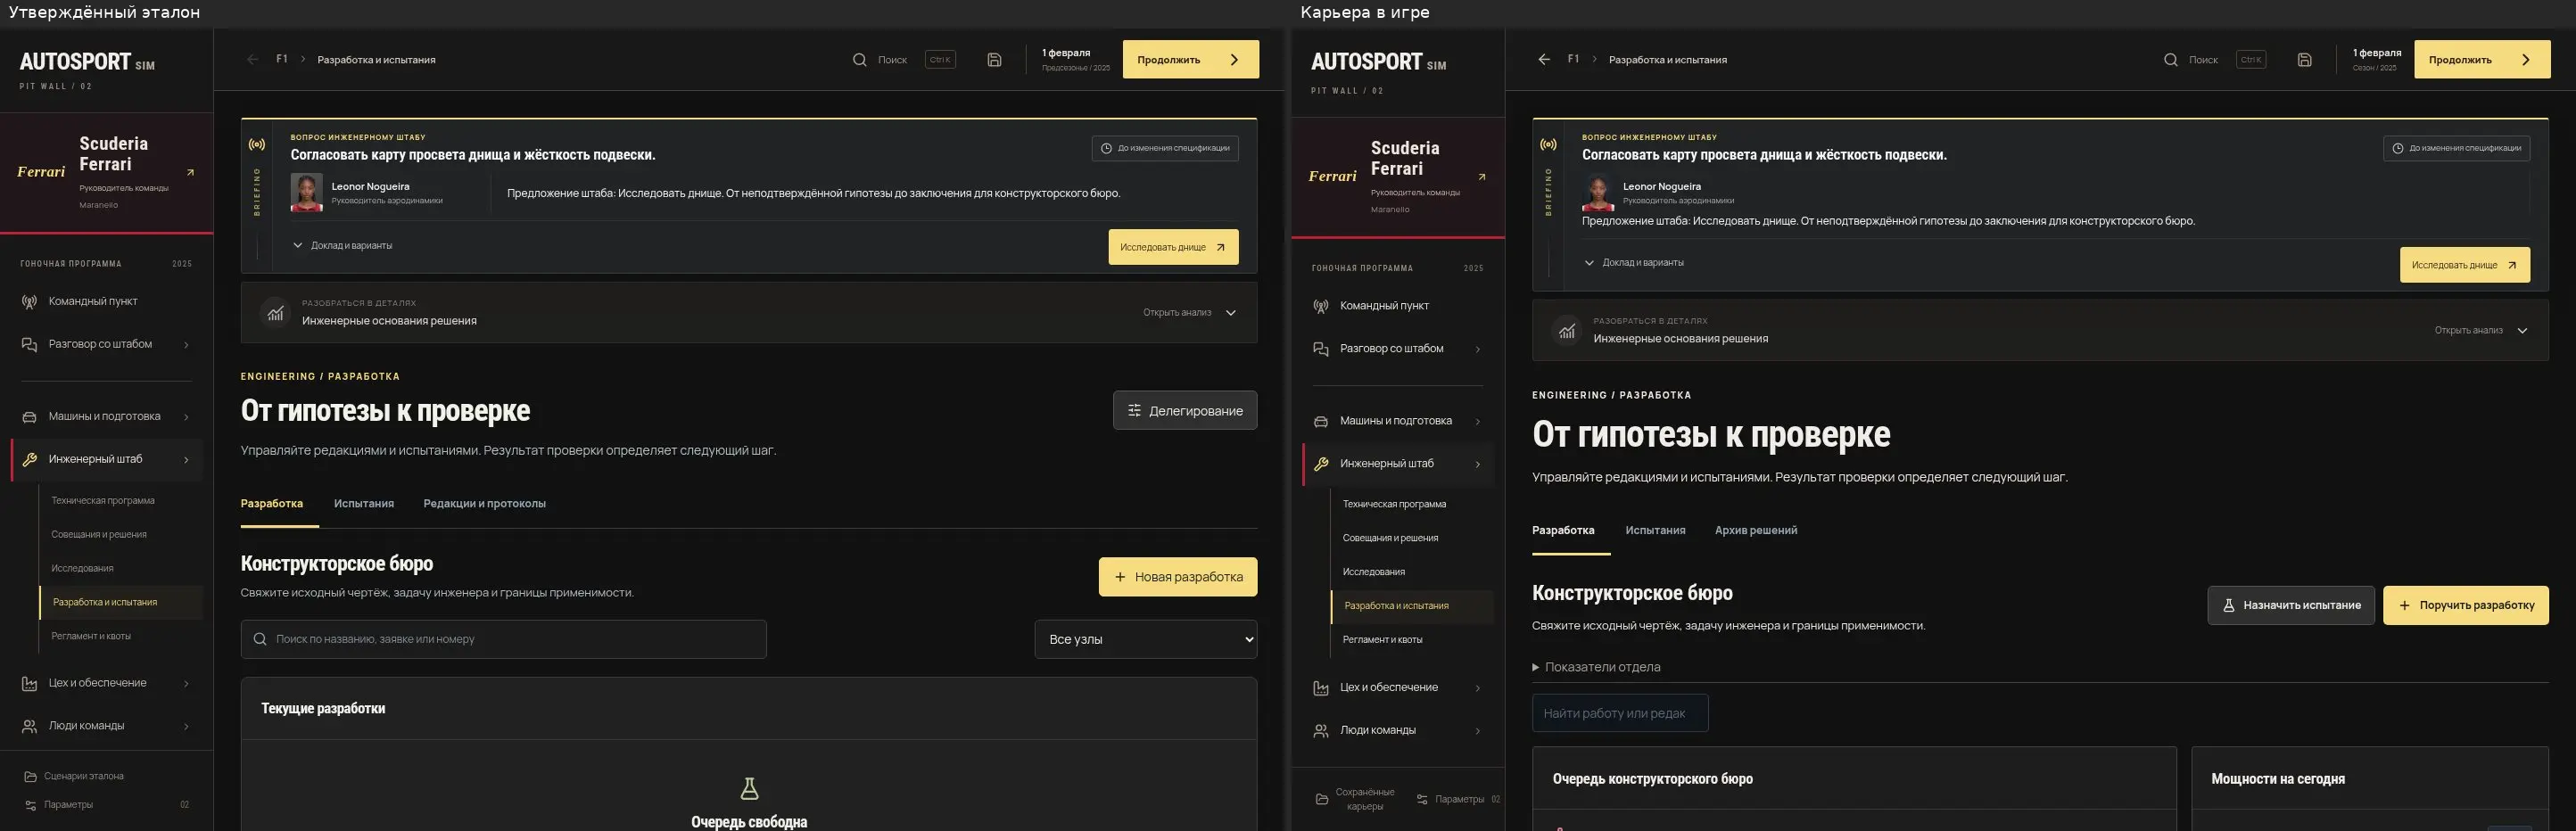 Утверждённый эталон
AUTOSPORT SIM
PIT WALL / 02
Ferrari
Scuderia
Ferrari
Руководитель команды
Maranello
ГОНОЧНАЯ ПРОГРАММА 2025
Командный пункт
Разговор со штабом
Машины и подготовка
Инженерный штаб
Техническая программа
Совещания и решения
Исследования
Разработка и испытания
Регламент и квоты
Цех и обеспечение
Люди команды
Сценарии эталона
Параметры 02
F1 > Разработка и испытания
Поиск Ctrl K
1 февраля
Предсезонье / 2025
Продолжить
BRIEFING
ВОПРОС ИНЖЕНЕРНОМУ ШТАБУ
Согласовать карту просвета днища и жёсткость подвески.
До изменения спецификации
Leonor Nogueira
Руководитель аэродинамики
Предложение штаба: Исследовать днище. От неподтверждённой гипотезы до заключения для конструкторского бюро.
Доклад и варианты
Исследовать днище
РАЗОБРАТЬСЯ В ДЕТАЛЯХ
Инженерные основания решения
Открыть анализ
ENGINEERING / РАЗРАБОТКА
От гипотезы к проверке
Делегирование
Управляйте редакциями и испытаниями. Результат проверки определяет следующий шаг.
Разработка Испытания Редакции и протоколы
Конструкторское бюро
Свяжите исходный чертёж, задачу инженера и границы применимости.
+ Новая разработка
Поиск по названию, заявке или номеру
Все узлы
Текущие разработки
Очередь свободна
Карьера в игре
AUTOSPORT SIM
PIT WALL / 02
Ferrari
Scuderia
Ferrari
Руководитель команды
Maranello
ГОНОЧНАЯ ПРОГРАММА 2025
Командный пункт
Разговор со штабом
Машины и подготовка
Инженерный штаб
Техническая программа
Совещания и решения
Исследования
Разработка и испытания
Регламент и квоты
Цех и обеспечение
Люди команды
Сохранённые
карьеры
Параметры 02
F1 > Разработка и испытания
Поиск Ctrl K
1 февраля
Сезон / 2025
Продолжить
BRIEFING
ВОПРОС ИНЖЕНЕРНОМУ ШТАБУ
Согласовать карту просвета днища и жёсткость подвески.
До изменения спецификации
Leonor Nogueira
Руководитель аэродинамики
Предложение штаба: Исследовать днище. От неподтверждённой гипотезы до заключения для конструкторского бюро.
Доклад и варианты
Исследовать днище
РАЗОБРАТЬСЯ В ДЕТАЛЯХ
Инженерные основания решения
Открыть анализ
ENGINEERING / РАЗРАБОТКА
От гипотезы к проверке
Управляйте редакциями и испытаниями. Результат проверки определяет следующий шаг.
Разработка Испытания Архив решений
Конструкторское бюро
Свяжите исходный чертёж, задачу инженера и границы применимости.
Назначить испытание
+ Поручить разработку
Показатели отдела
Найти работу или редак
Очередь конструкторского бюро
Мощности на сегодня